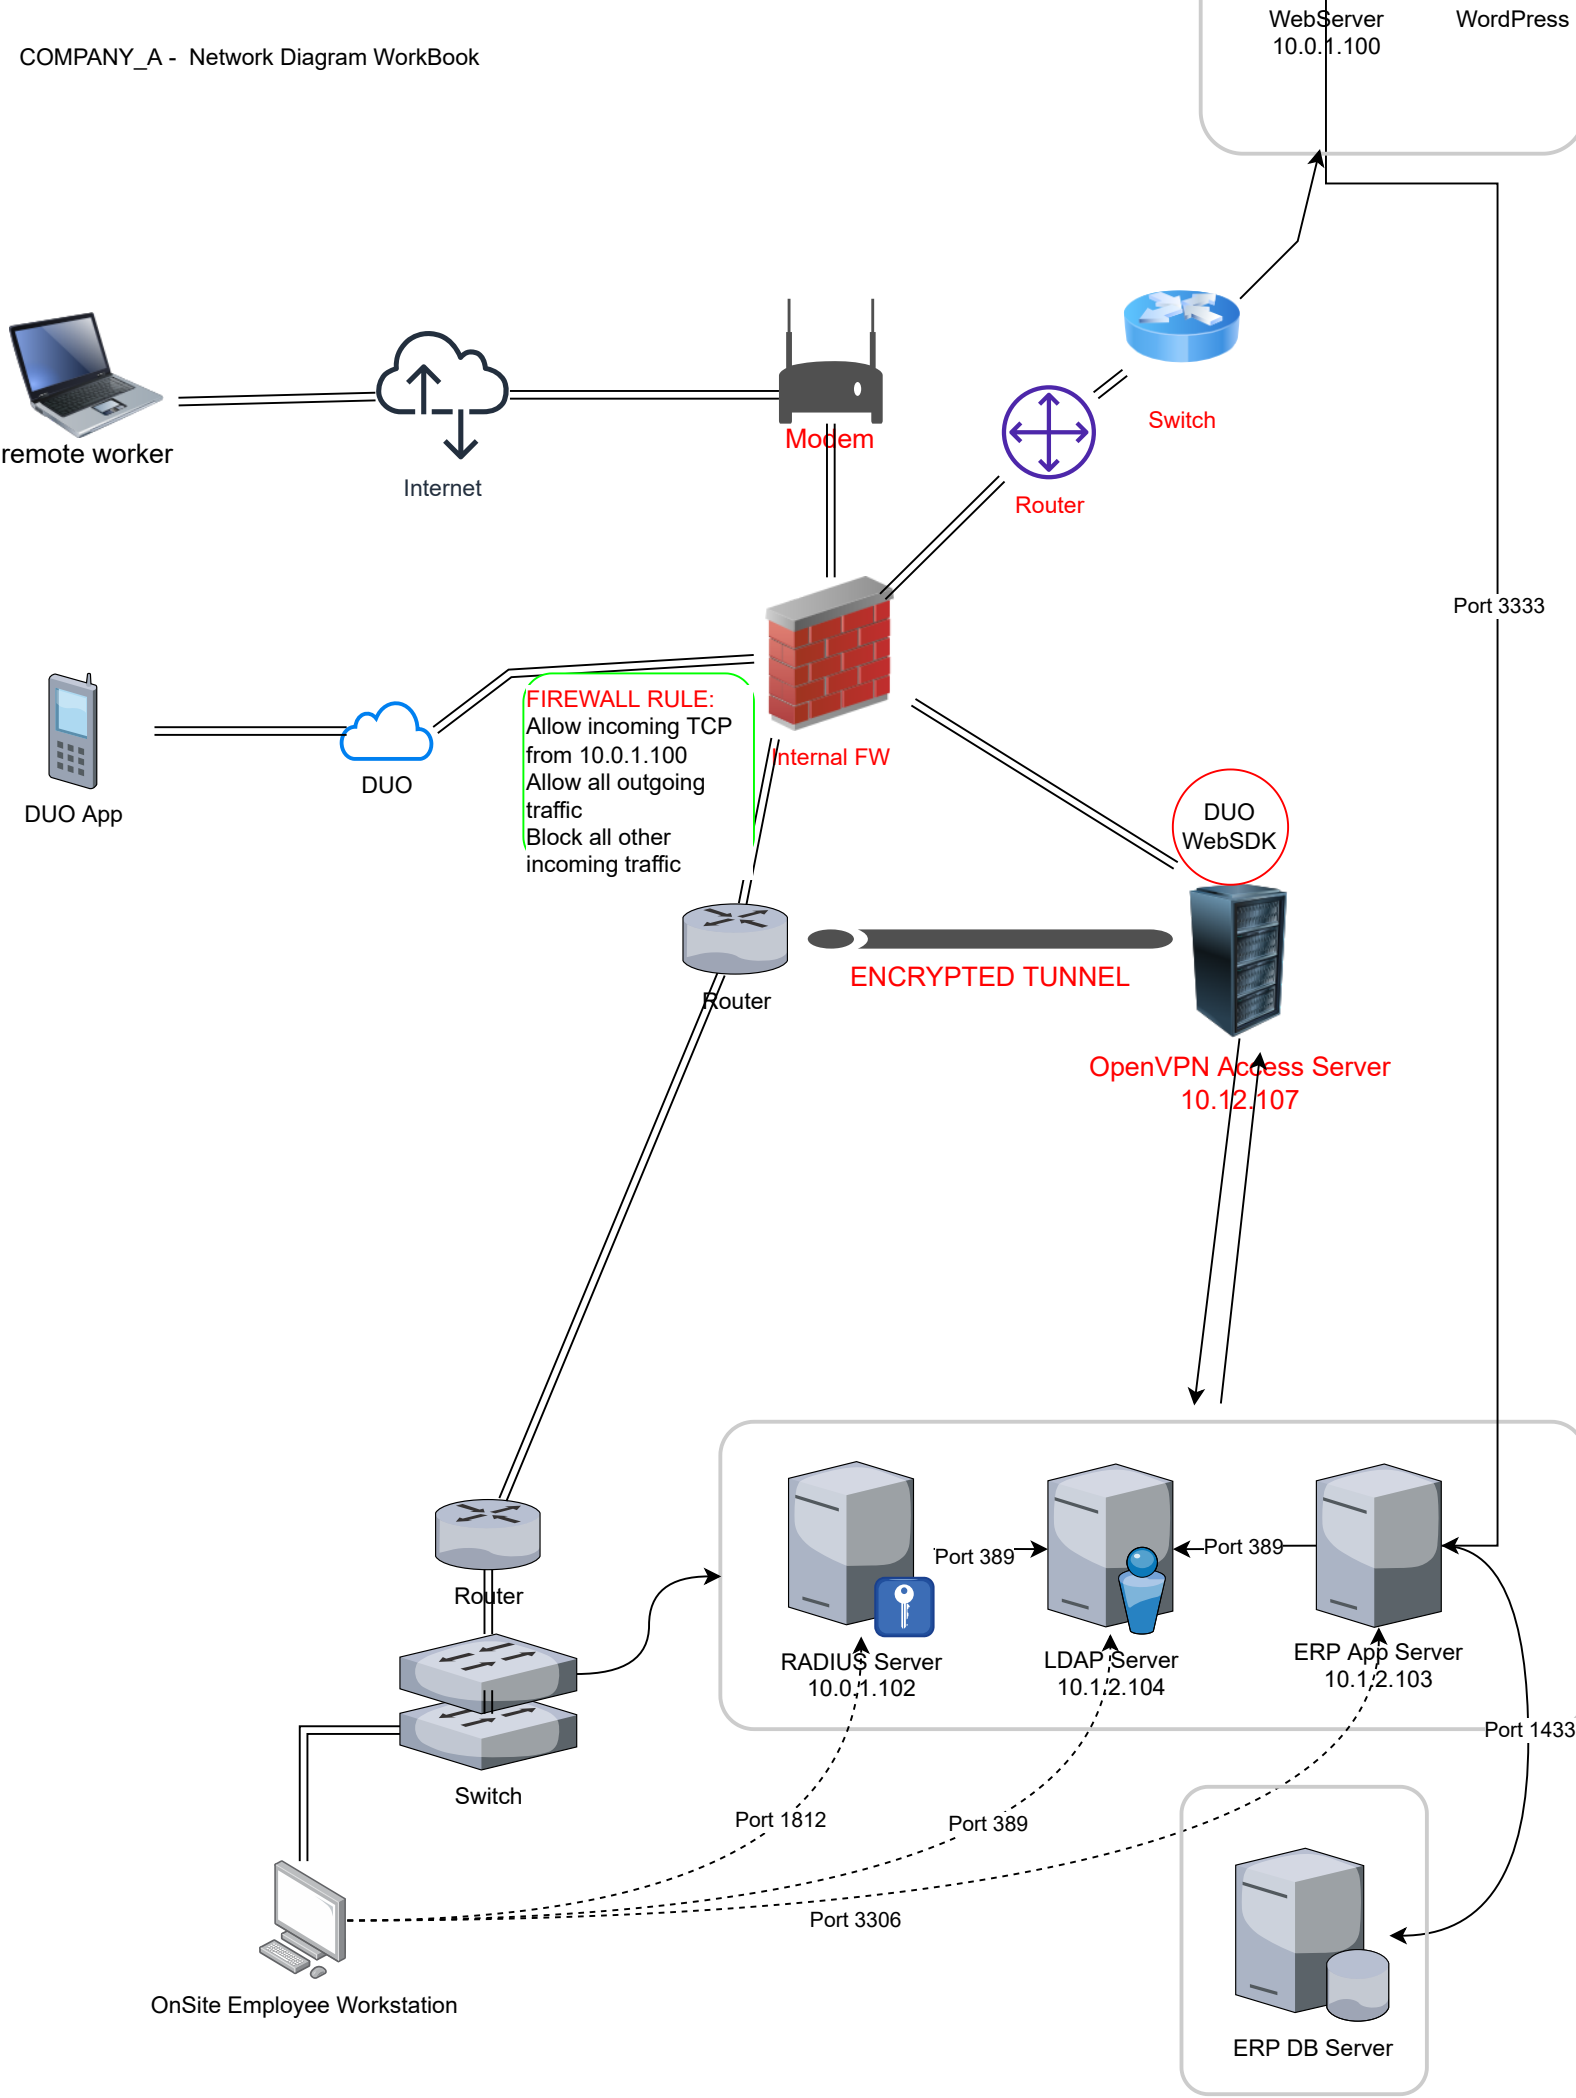 WebServer
10.0.1.100
WordPress
COMPANY_A -  Network Diagram WorkBook
remote worker
Internet
Modem
Switch
Router
Port 3333
FIREWALL RULE:
Allow incoming TCP
from 10.0.1.100
Allow all outgoing
traffic
Block all other
incoming traffic
Internal FW
DUO App
DUO
DUO
WebSDK
ENCRYPTED TUNNEL
Router
OpenVPN Access Server
10.12.107
Port 389
Port 389
Router
RADIUS Server
10.0.1.102
LDAP Server
10.1.2.104
ERP App Server
10.1.2.103
Port 1433
Switch
Port 1812
Port 389
Port 3306
OnSite Employee Workstation
ERP DB Server